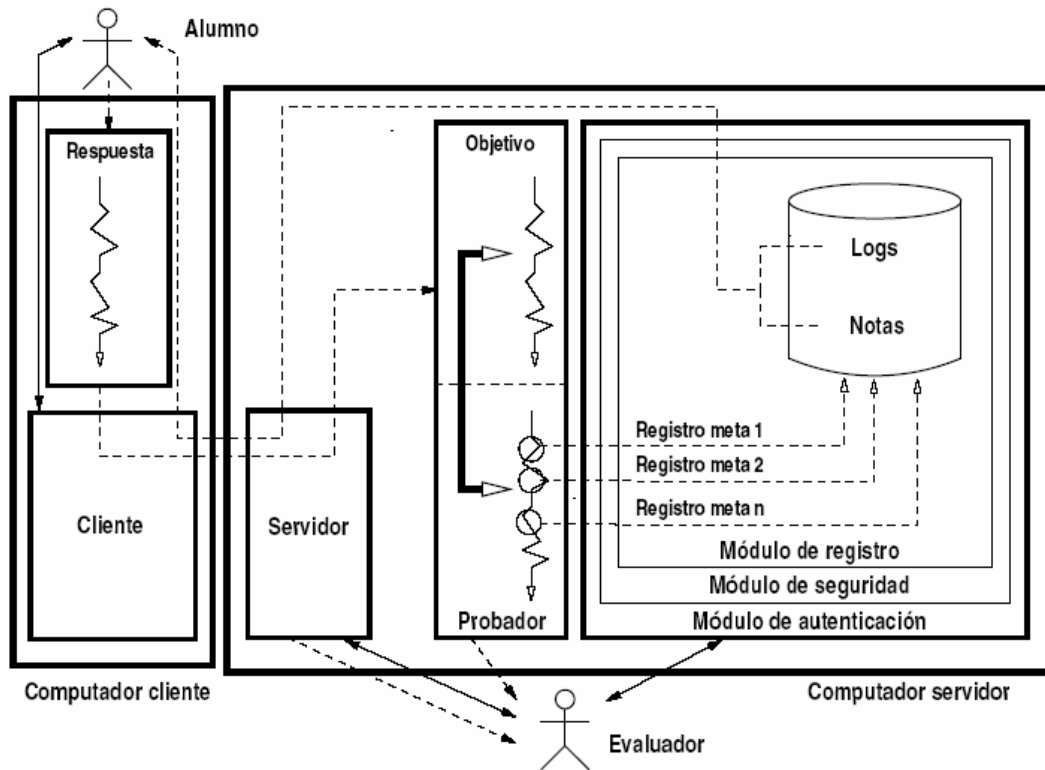 Alumno
Respuesta
Objetivo
Logs
Notas
Registro meta 1
Registro meta 2
Registro meta n
Cliente
Servidor
Módulo de registro
Módulo de seguridad
Probador
Módulo de autenticación
Computador cliente
Computador servidor
Evaluador